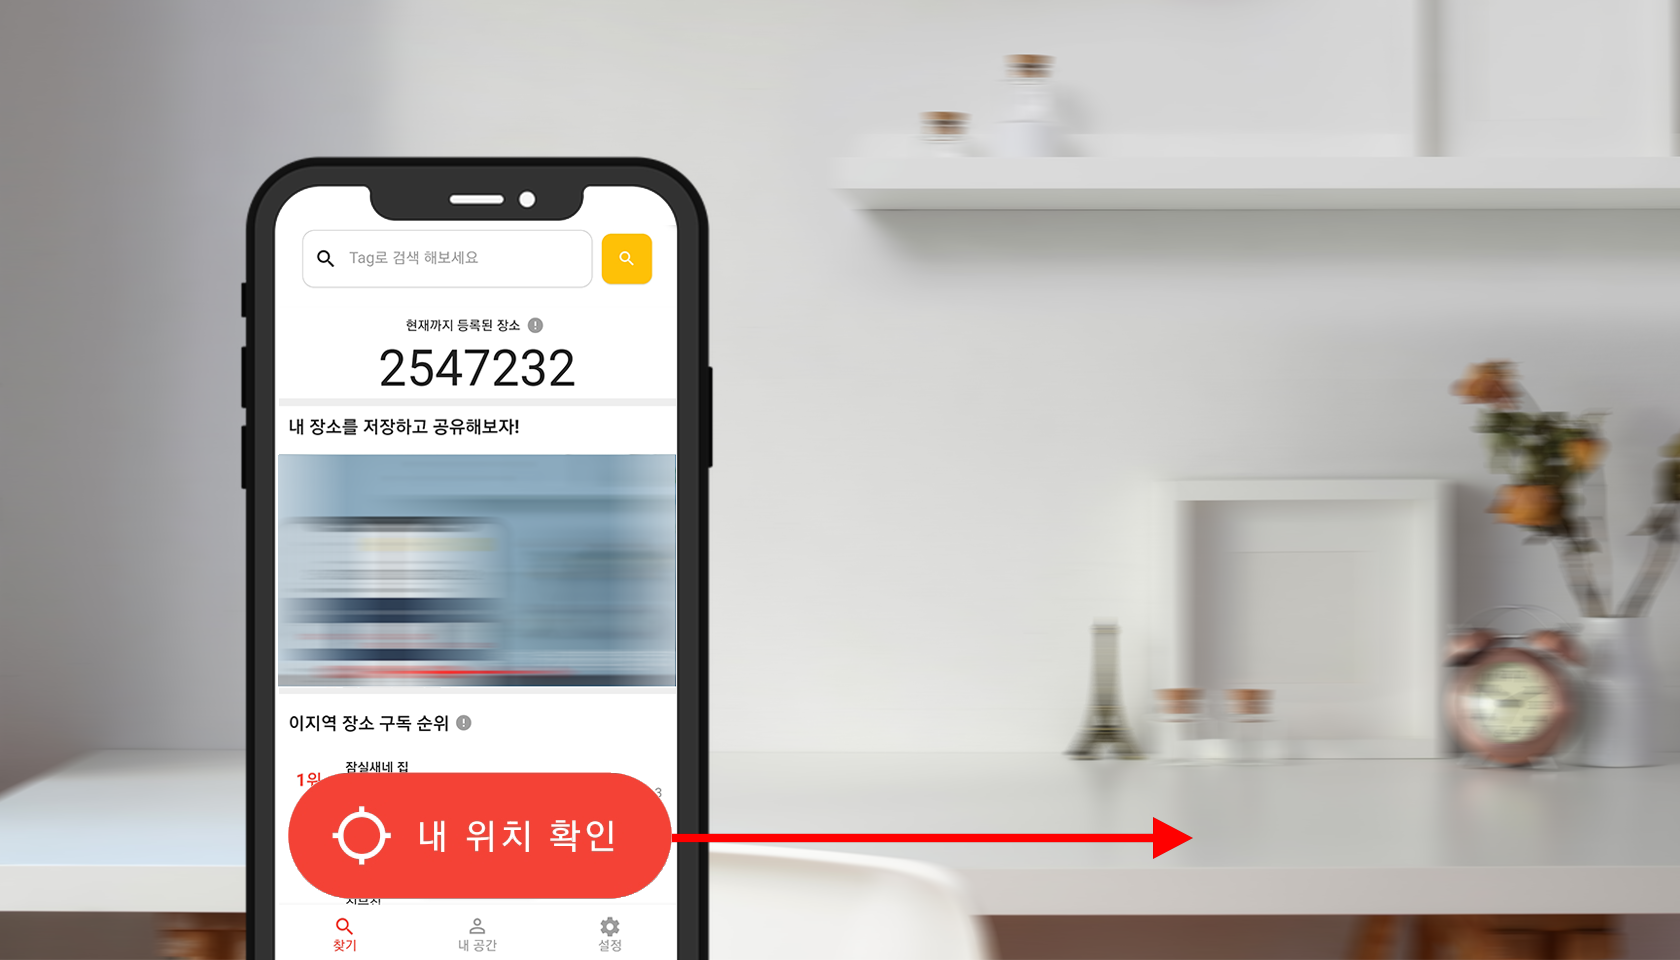 Tag로 검색 해보세요
현재까지 등록된 장소
2547232
내 장소를 저장하고 공유해보자!
이지역 장소 구독 순위
잠실새네 집
1위
3
내 위치 확인
찾기
내 공간
설정